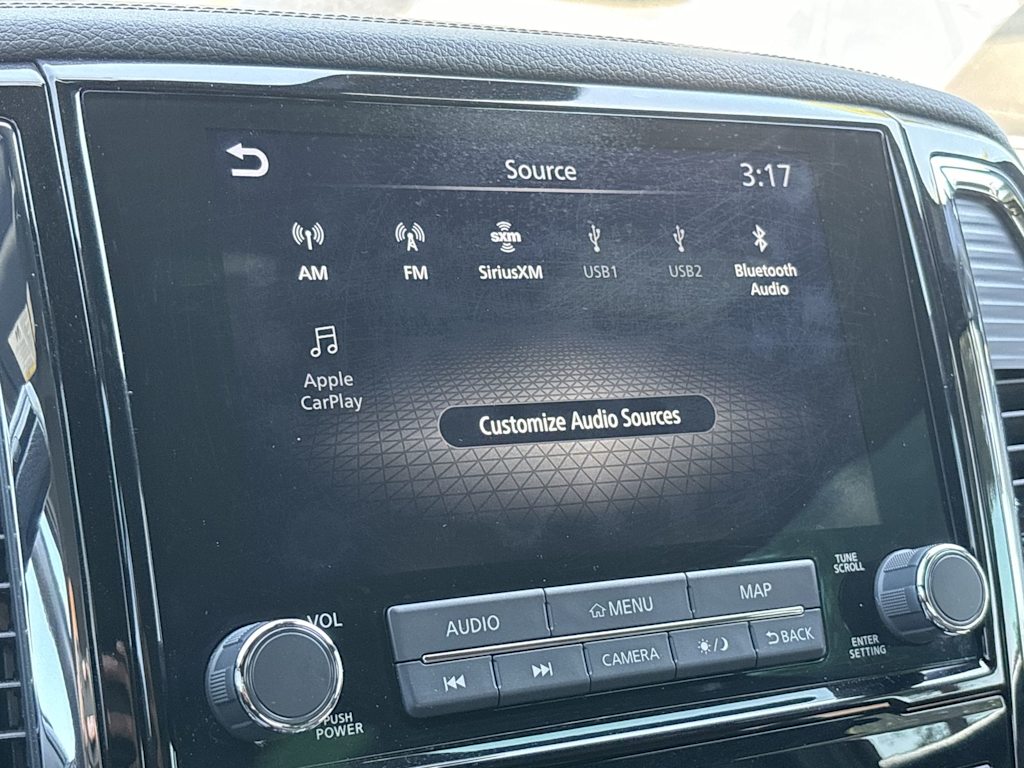 Source
3:17
AM
FM
sxm
SiriusXM
USB1
USB2
Bluetooth
Audio
Apple
CarPlay
Customize Audio Sources
VOL
PUSH
POWER
AUDIO
MENU
MAP
CAMERA
BACK
TUNE
SCROLL
ENTER
SETTING